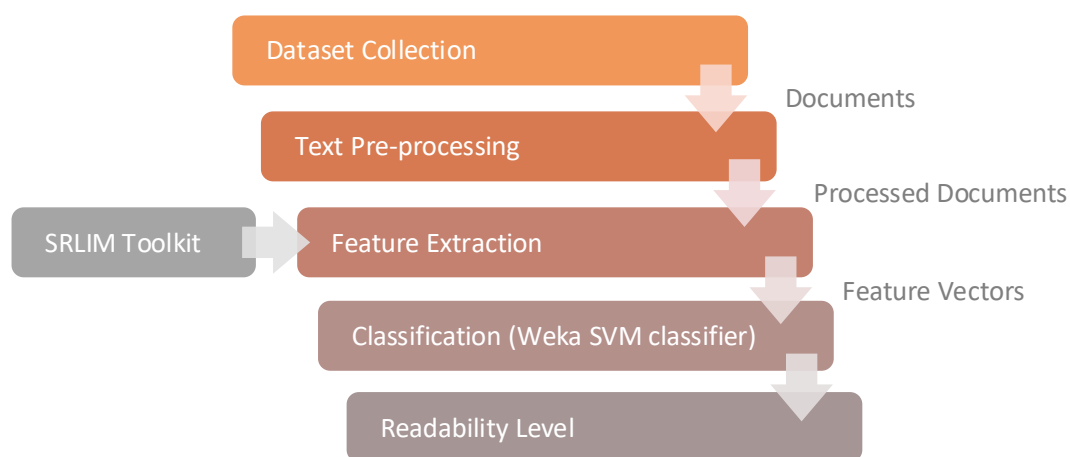 Dataset Collection
Documents
Text Pre-processing
Processed Documents
SRLIM Toolkit
Feature Extraction
Feature Vectors
Classification (Weka SVM classifier)
Readability Level